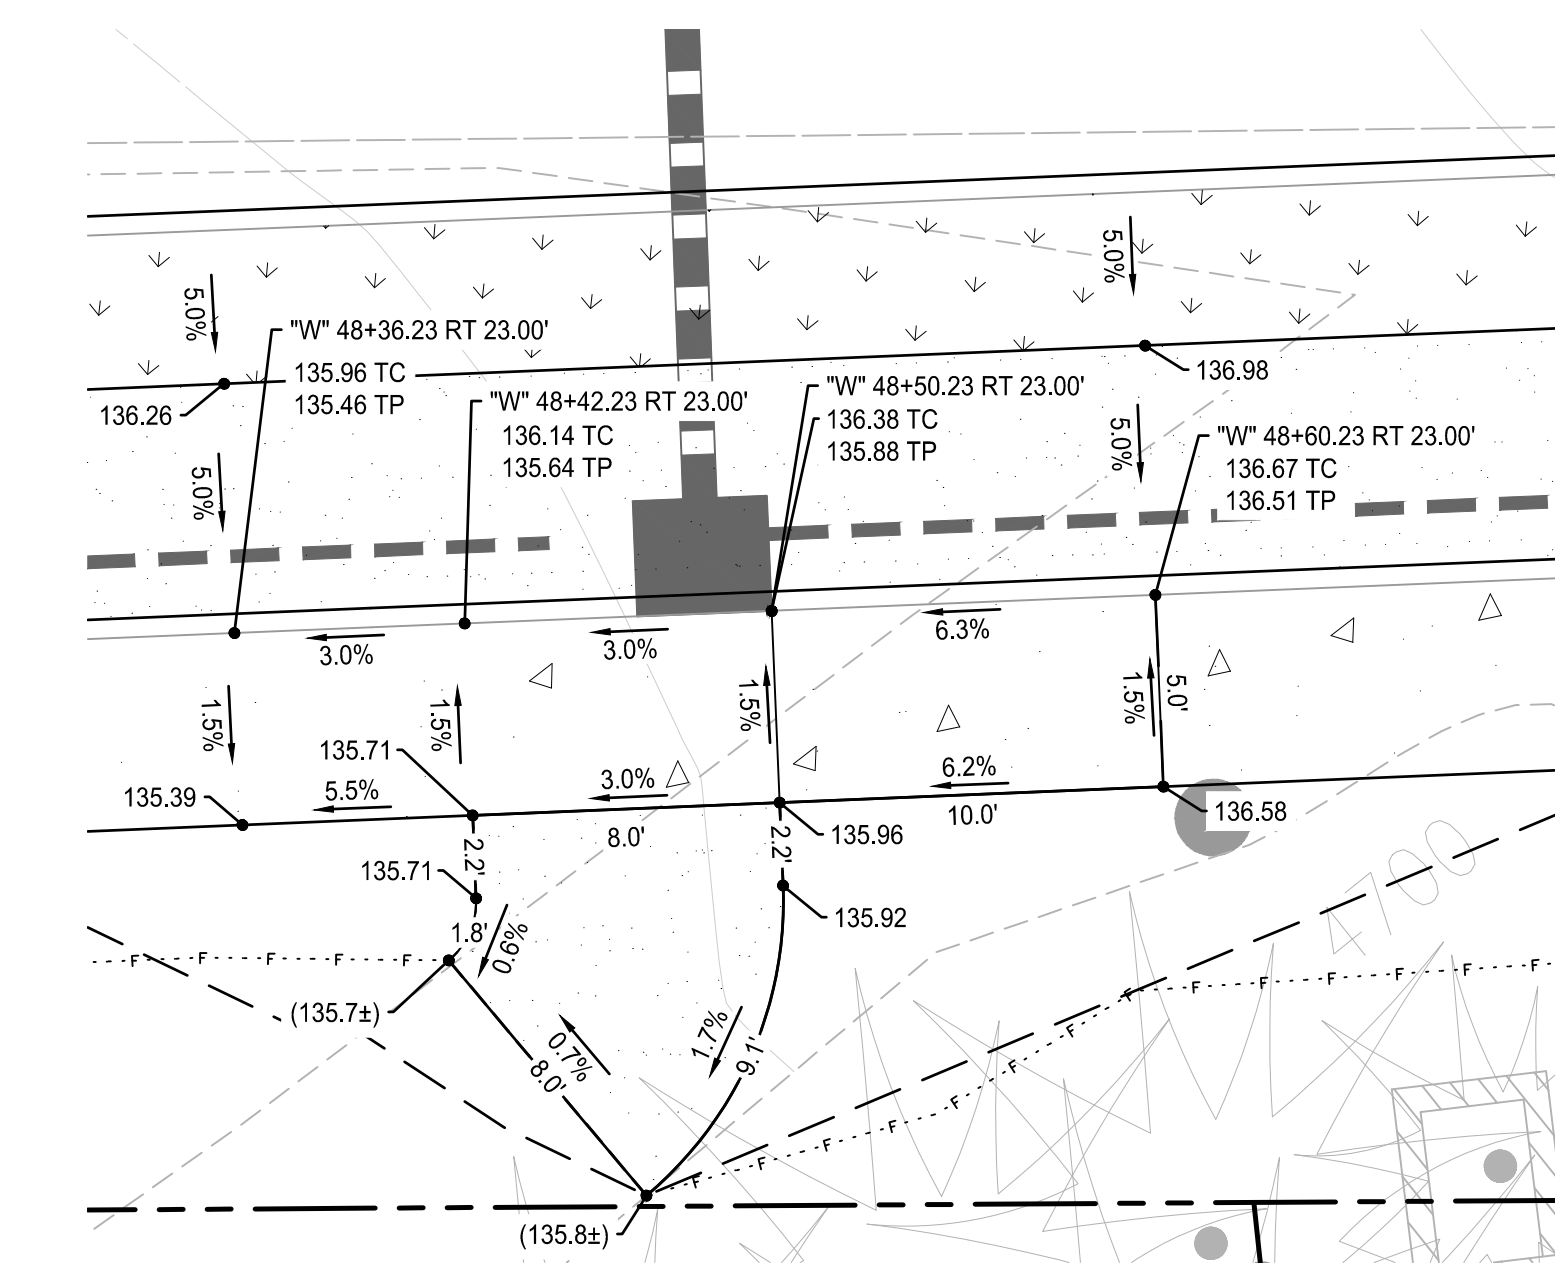 5.0%
5.0%
"W" 48+36.23 RT 23.00'
135.96 TC
135.46 TP
136.26
"W" 48+42.23 RT 23.00'
136.14 TC
135.64 TP
"W" 48+50.23 RT 23.00'
136.38 TC
135.88 TP
136.98
5.0%
5.0%
"W" 48+60.23 RT 23.00'
136.67 TC
136.51 TP
3.0%
3.0%
6.3%
1.5%
1.5%
1.5%
1.5%
5.0'
135.71
135.39
5.5%
3.0%
6.2%
8.0'
10.0'
136.58
135.96
2.2'
2.2'
135.71
135.92
1.8'
0.6%
4700
F F F F F
(135.7±)
0.7%
8.0'
1.7%
9.1'
F F F F F F F F F F F F F
(135.8±)